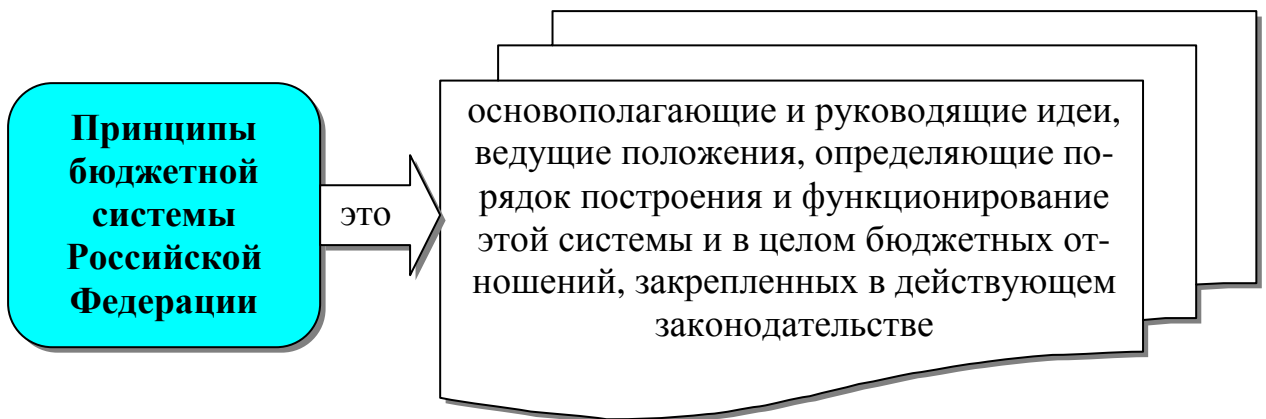 Принципы
бюджетной
системы
Российской
Федерации
это
основополагающие и руководящие идеи,
ведущие положения, определяющие по-
рядок построения и функционирование
этой системы и в целом бюджетных от-
ношений, закрепленных в действующем
законодательстве